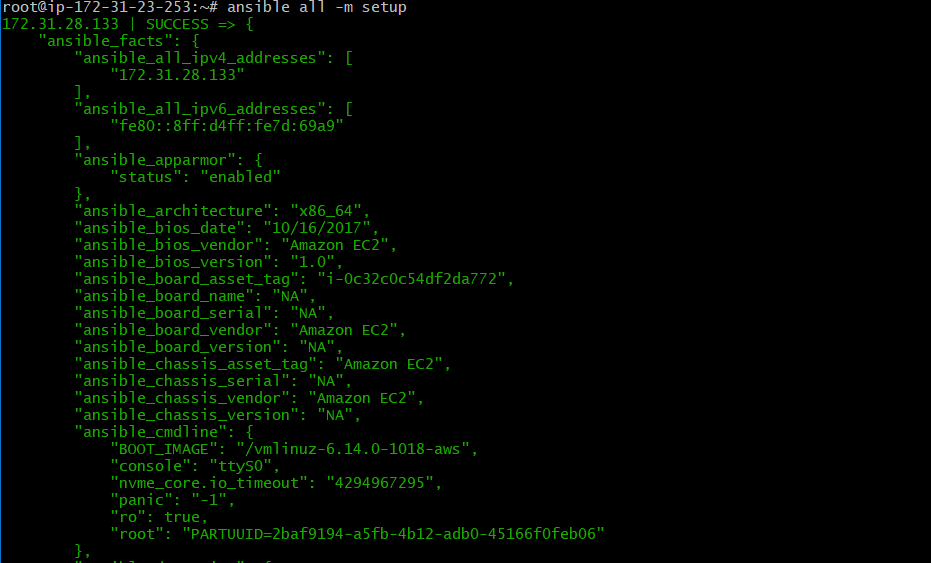 root@ip-172-31-23-253:~# ansible all -m setup
172.31.28.133 | SUCCESS => {
    "ansible_facts": {
        "ansible_all_ipv4_addresses": [
            "172.31.28.133"
        ],
        "ansible_all_ipv6_addresses": [
            "fe80::8ff:d4ff:fe7d:69a9"
        ],
        "ansible_apparmor": {
            "status": "enabled"
        },
        "ansible_architecture": "x86_64",
        "ansible_bios_date": "10/16/2017",
        "ansible_bios_vendor": "Amazon EC2",
        "ansible_bios_version": "1.0",
        "ansible_board_asset_tag": "i-0c32c0c54df2da772",
        "ansible_board_name": "NA",
        "ansible_board_serial": "NA",
        "ansible_board_vendor": "Amazon EC2",
        "ansible_board_version": "NA",
        "ansible_chassis_asset_tag": "Amazon EC2",
        "ansible_chassis_serial": "NA",
        "ansible_chassis_vendor": "Amazon EC2",
        "ansible_chassis_version": "NA",
        "ansible_cmdline": {
            "BOOT_IMAGE": "/vmlinuz-6.14.0-1018-aws",
            "console": "ttyS0",
            "nvme_core.io_timeout": "4294967295",
            "panic": "-1",
            "ro": true,
            "root": "PARTUUID=2baf9194-a5fb-4b12-adb0-45166f0feb06"
        },